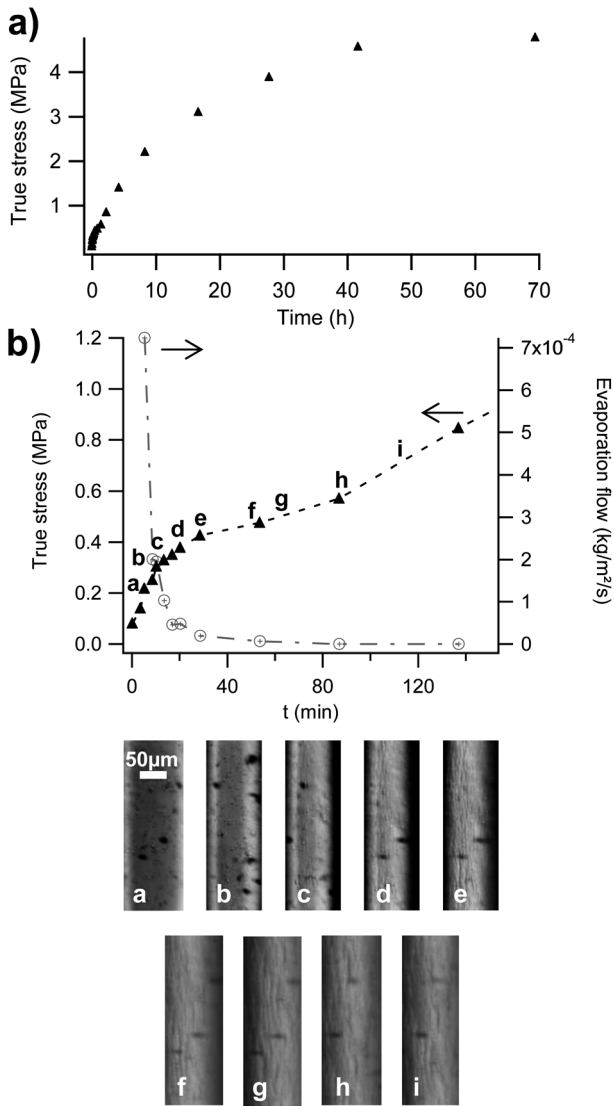 a)
True stress (MPa)
4
3
2
1
0 10 20 30 40 50 60 70
Time (h)
b)
True stress (MPa)
1.2
1.0
0.8
0.6
0.4
0.2
0.0
7x10⁻⁴
6
5
4
3
2
1
0
Evaporation flow (kg/m²/s)
a
b
c
d
e
f
g
h
i
0 40 80 120
t (min)
50µm
a b c d e
f g h i